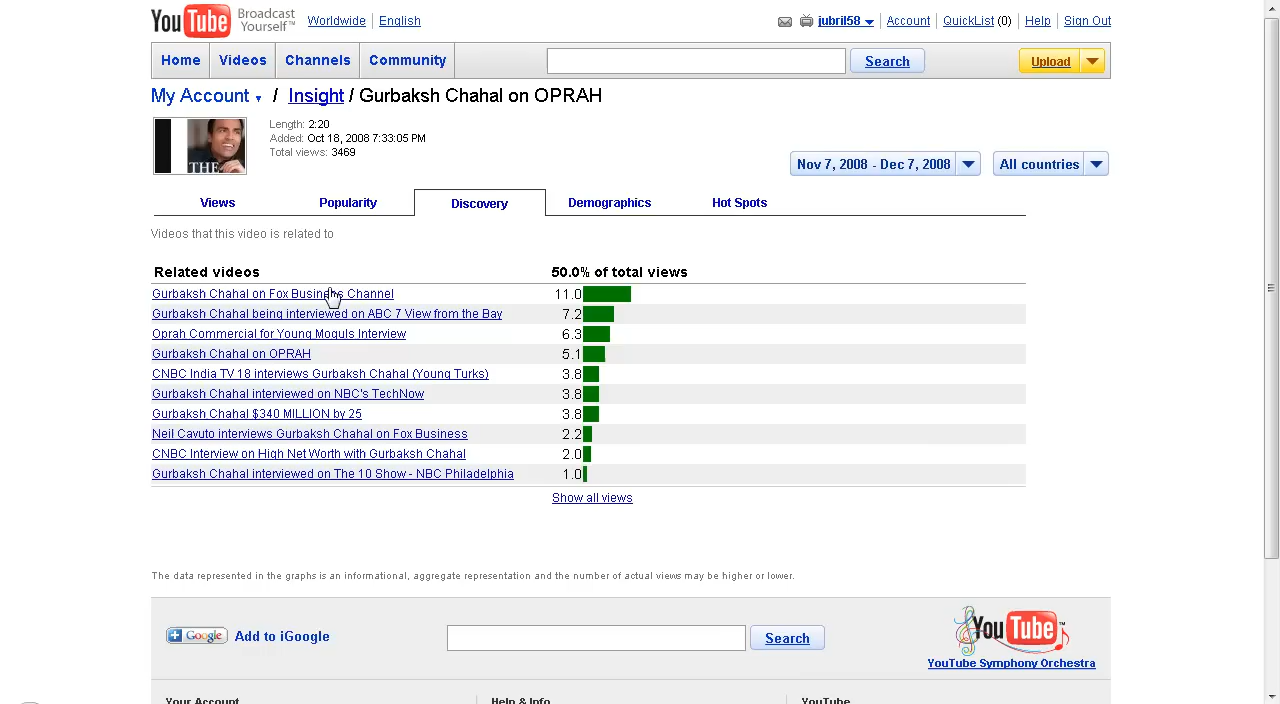 YouTube Broadcast Yourself™ Worldwide English jubril58 Account QuickList (0) Help Sign Out
Home Videos Channels Community Search Upload
My Account / Insight / Gurbaksh Chahal on OPRAH
THE
Length: 2:20
Added: Oct 18, 2008 7:33:05 PM
Total views: 3469
Nov 7, 2008 - Dec 7, 2008 All countries
Views Popularity Discovery Demographics Hot Spots
Videos that this video is related to
Related videos 50.0% of total views
Gurbaksh Chahal on Fox Business Channel 11.0
Gurbaksh Chahal being interviewed on ABC 7 View from the Bay 7.2
Oprah Commercial for Young Moguls Interview 6.3
Gurbaksh Chahal on OPRAH 5.1
CNBC India TV 18 interviews Gurbaksh Chahal (Young Turks) 3.8
Gurbaksh Chahal interviewed on NBC's TechNow 3.8
Gurbaksh Chahal $340 MILLION by 25 3.8
Neil Cavuto interviews Gurbaksh Chahal on Fox Business 2.2
CNBC Interview on High Net Worth with Gurbaksh Chahal 2.0
Gurbaksh Chahal interviewed on The 10 Show - NBC Philadelphia 1.0
Show all views
The data represented in the graphs is an informational, aggregate representation and the number of actual views may be higher or lower.
Google Add to iGoogle Search YouTube™
YouTube Symphony Orchestra
Your Account Help & Info YouTube